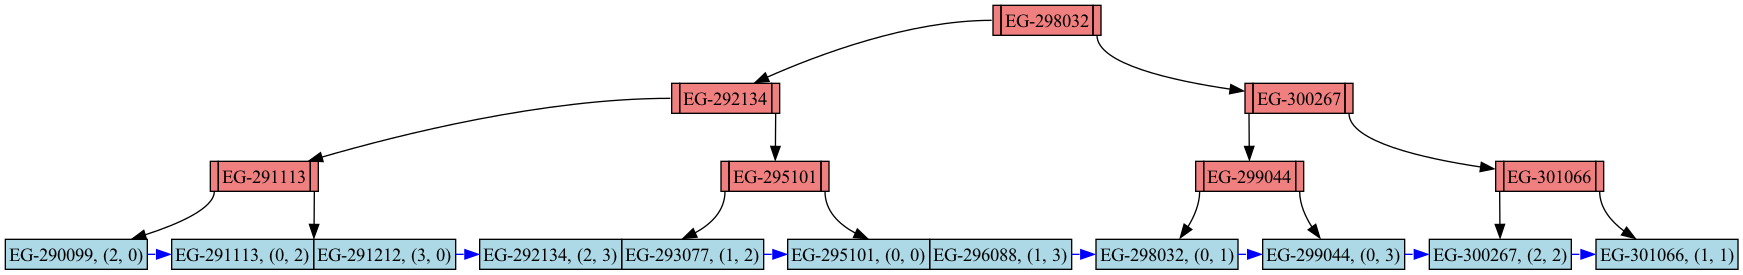 EG-298032
EG-292134
EG-300267
EG-291113
EG-295101
EG-299044
EG-301066
EG-290099, (2, 0)
EG-291113, (0, 2)
EG-291212, (3, 0)
EG-292134, (2, 3)
EG-293077, (1, 2)
EG-295101, (0, 0)
EG-296088, (1, 3)
EG-298032, (0, 1)
EG-299044, (0, 3)
EG-300267, (2, 2)
EG-301066, (1, 1)